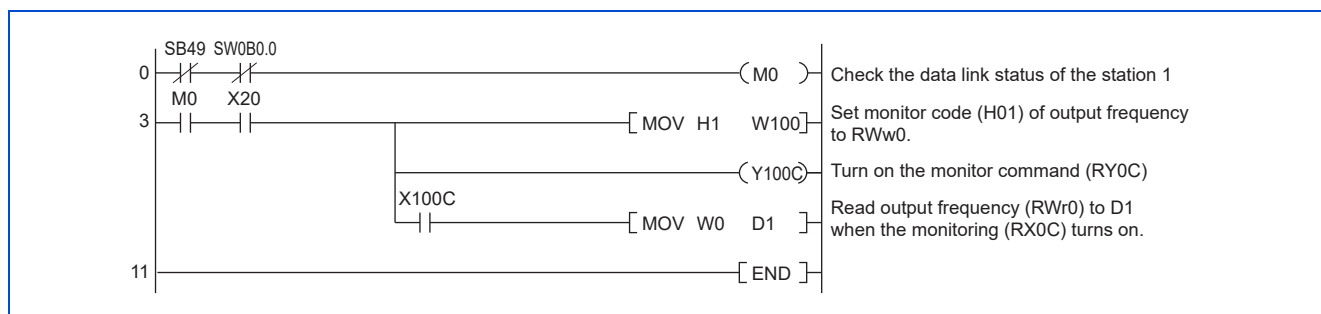 SB49 SW0B0.0
0 M0 Check the data link status of the station 1
M0 X20
3 MOV H1 W100 Set monitor code (H01) of output frequency
to RWw0.
Y100C Turn on the monitor command (RY0C)
X100C
MOV W0 D1 Read output frequency (RWr0) to D1
when the monitoring (RX0C) turns on.
11 END